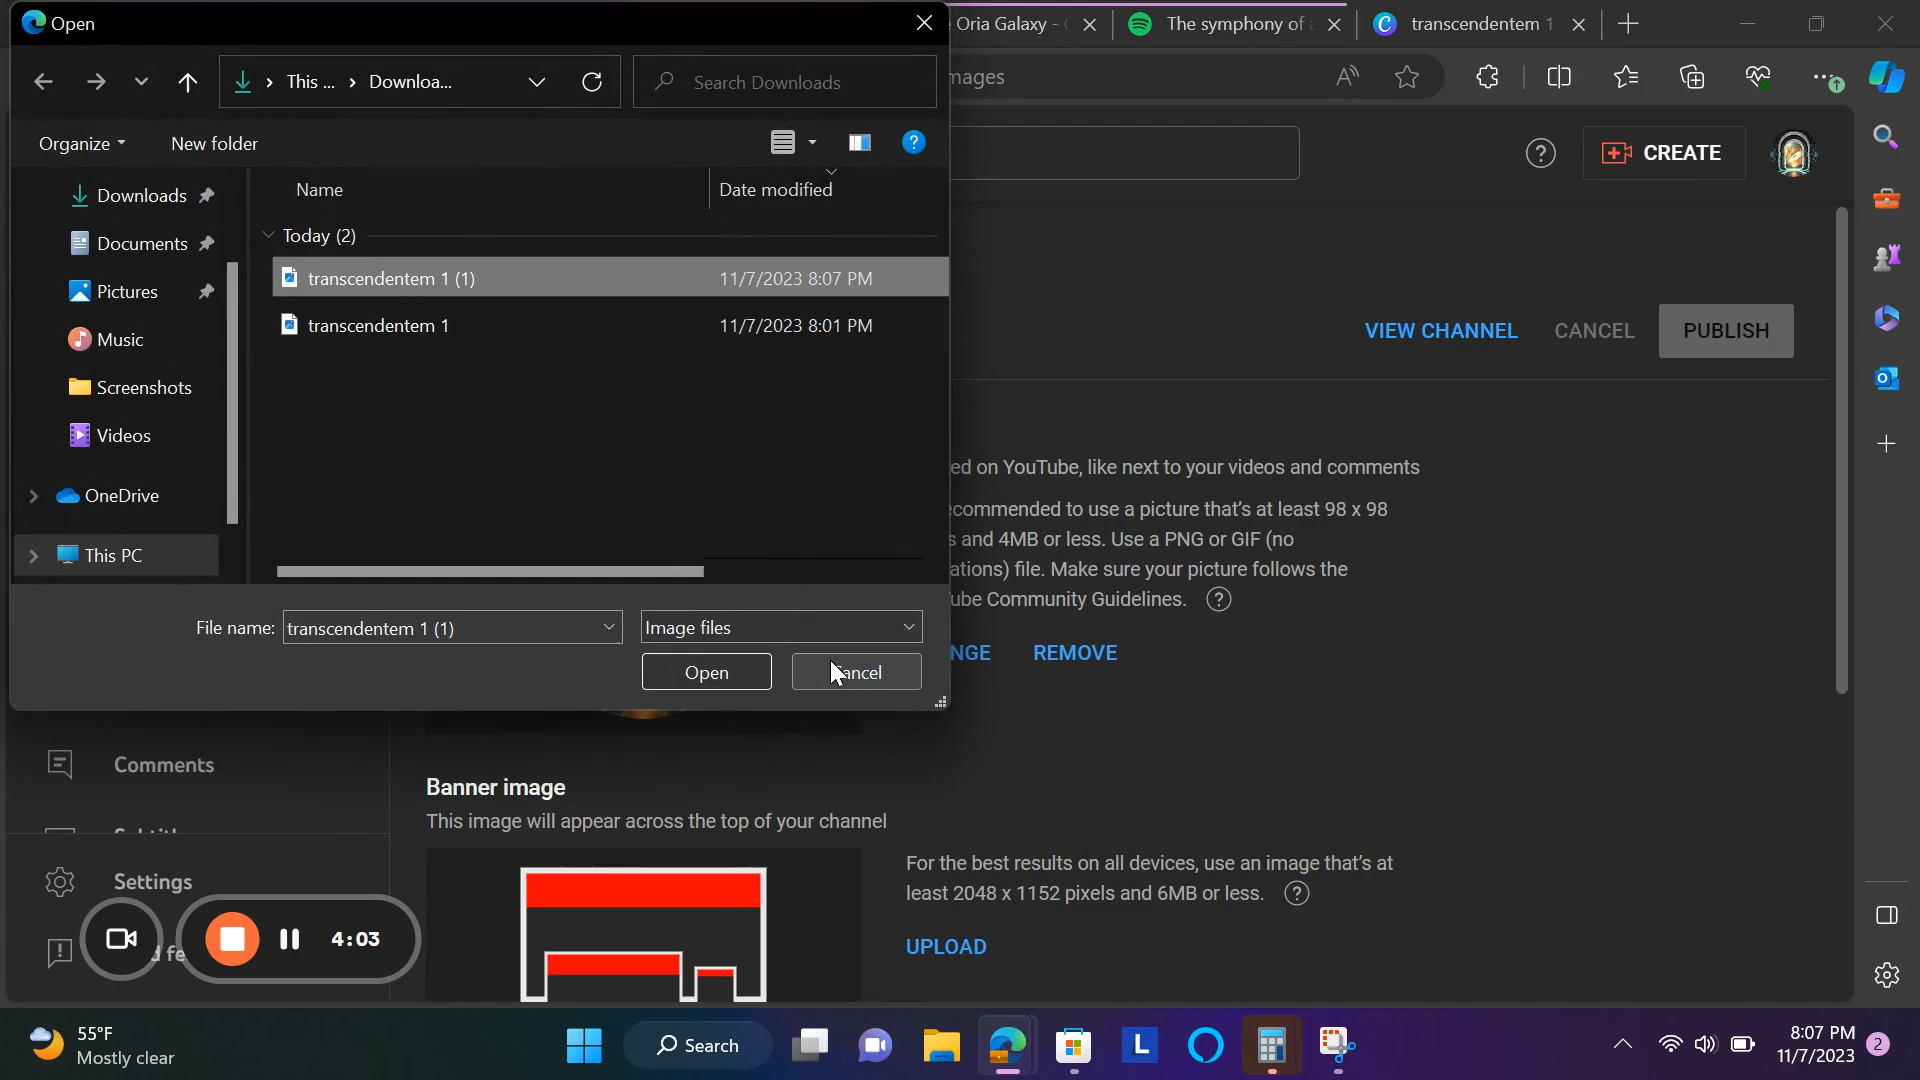 Open
Oria Galaxy -
The symphony of
transcendentem 1
This ...
Downloa...
Search Downloads
mages
Organize
New folder
CREATE
Name
Date modified
Downloads
Documents
Pictures
Music
Screenshots
Videos
OneDrive
This PC
Today (2)
transcendentem 1 (1)
11/7/2023 8:07 PM
transcendentem 1
11/7/2023 8:01 PM
VIEW CHANNEL
CANCEL
PUBLISH
ed on YouTube, like next to your videos and comments
commended to use a picture that's at least 98 x 98
s and 4MB or less. Use a PNG or GIF (no
ations) file. Make sure your picture follows the
ube Community Guidelines.
NGE
REMOVE
File name:
transcendentem 1 (1)
Image files
Open
Cancel
Comments
Settings
Banner image
This image will appear across the top of your channel
For the best results on all devices, use an image that's at
least 2048 x 1152 pixels and 6MB or less.
UPLOAD
4:03
d fe
55°F
Mostly clear
Search
L
8:07 PM
11/7/2023
2